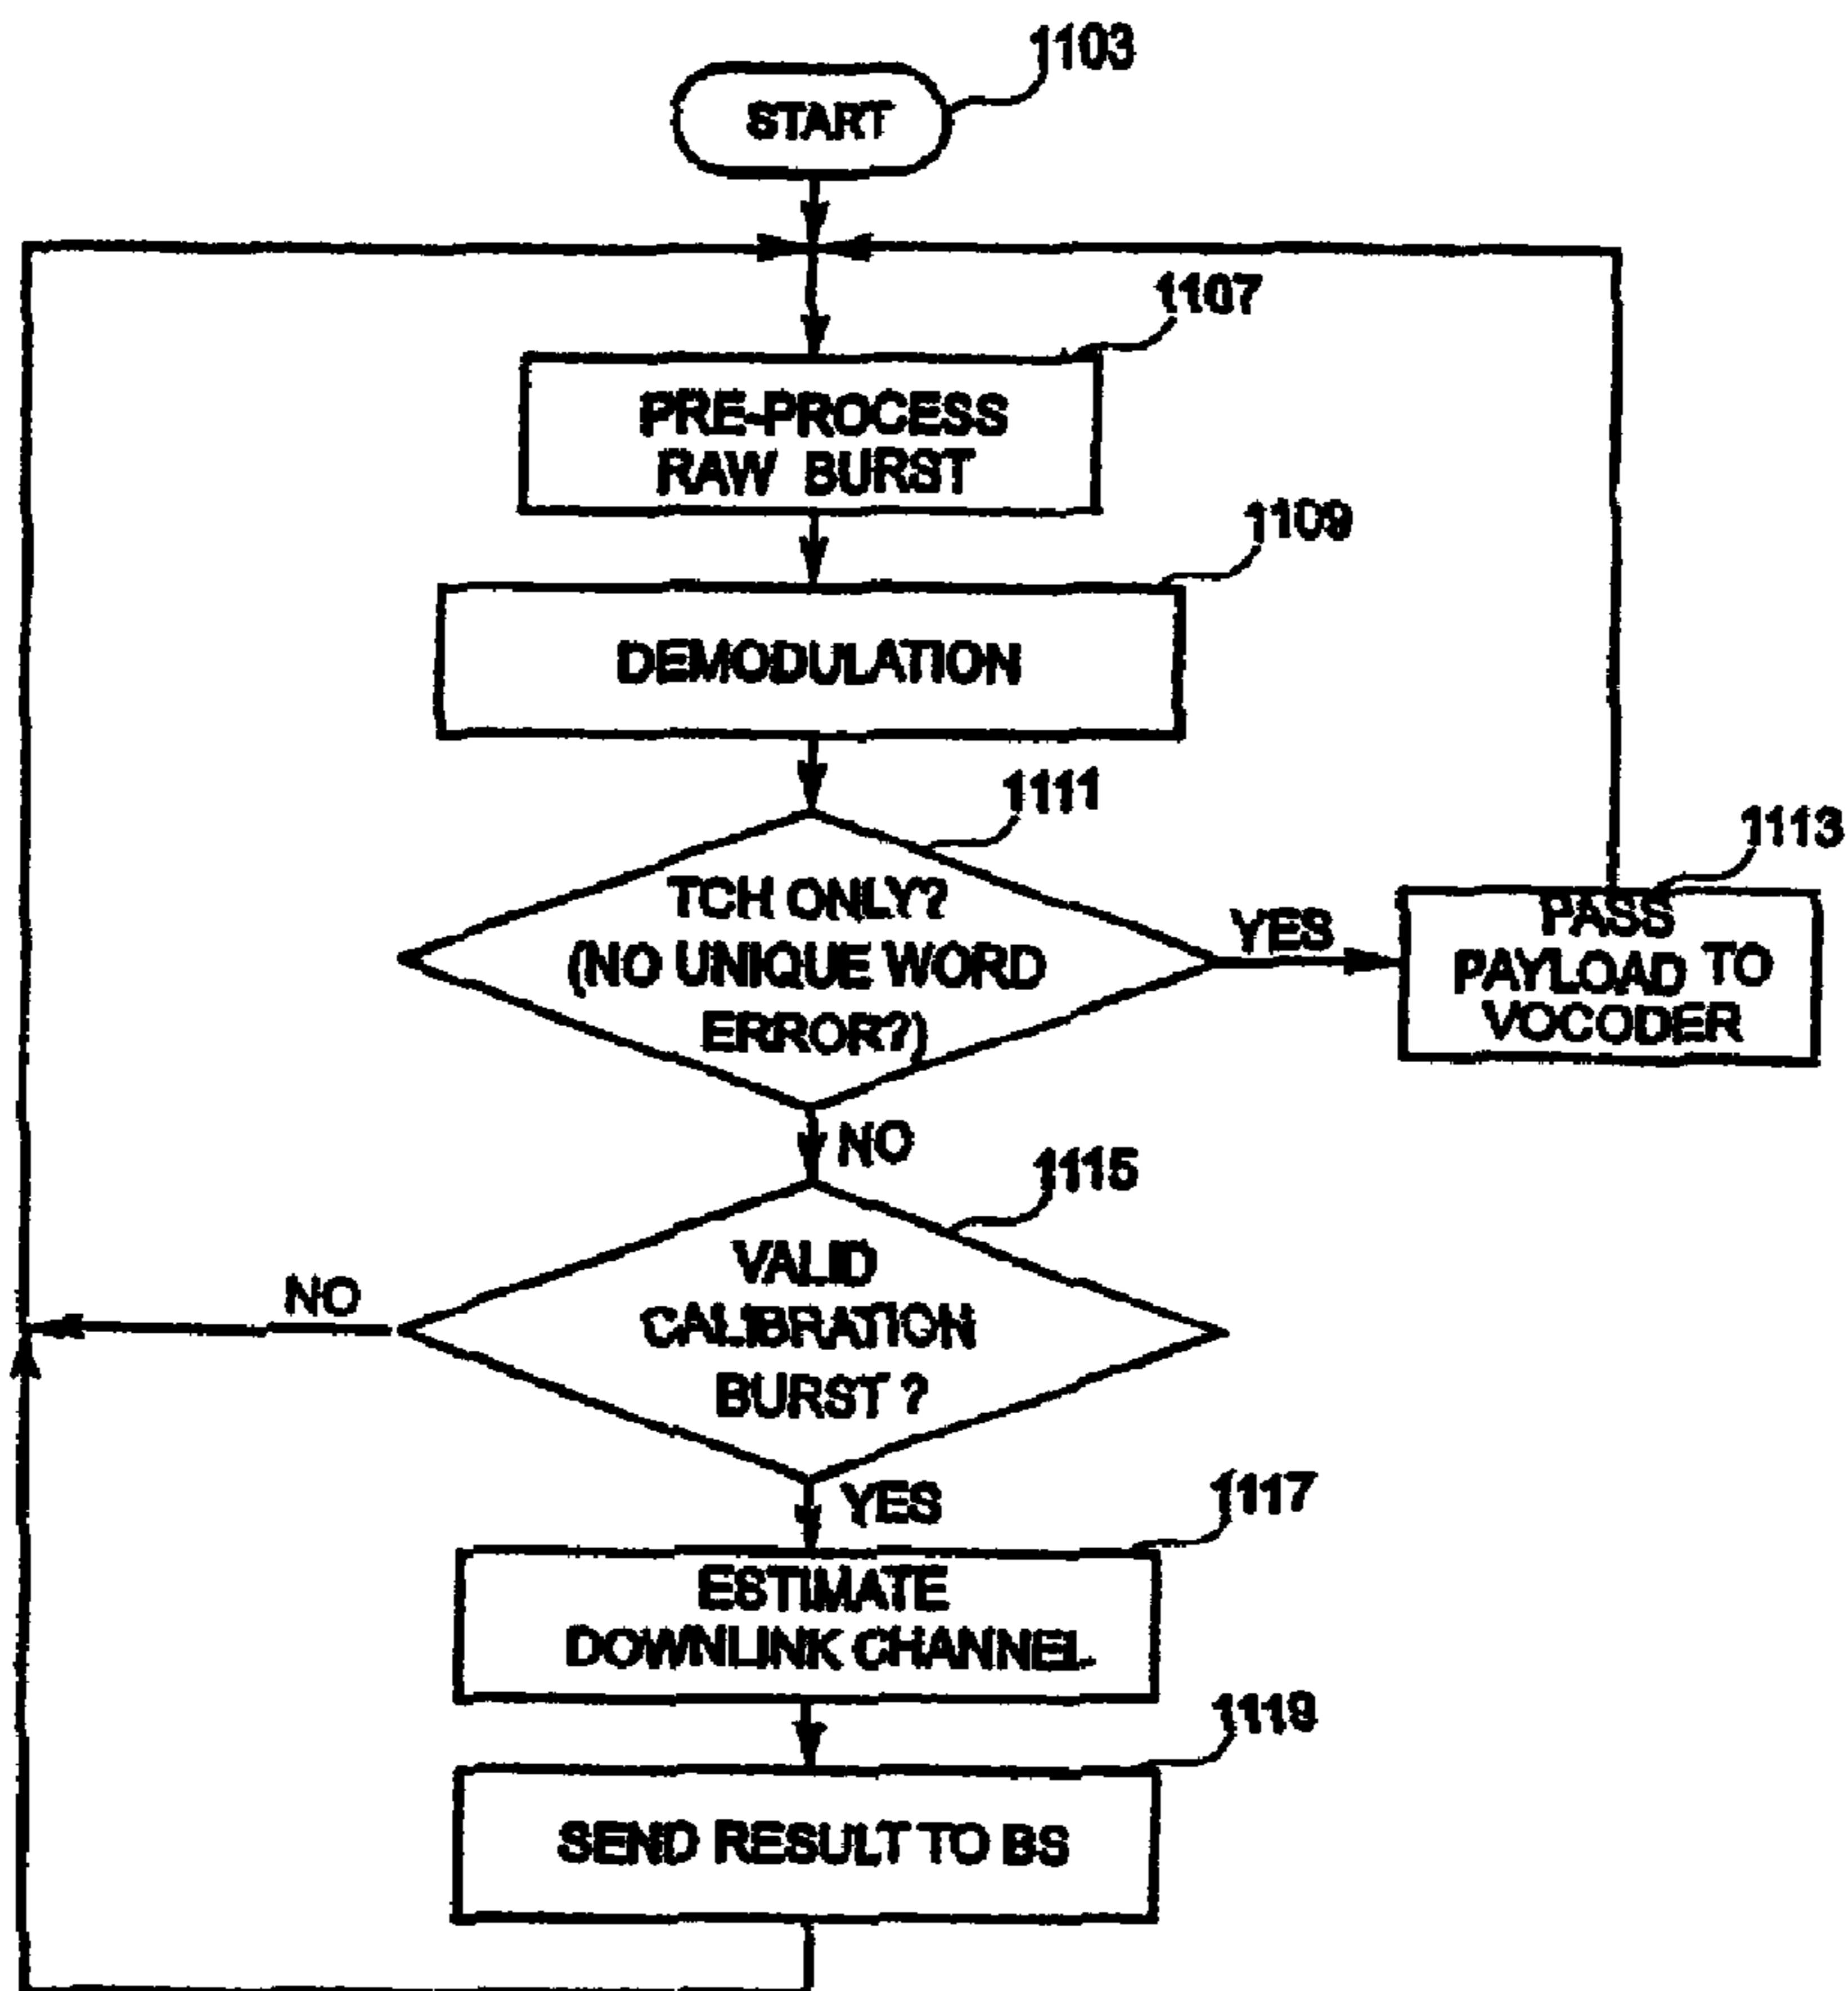 1103
START
1107
PRE-PROCESS
RAW BURST
1109
DEMODULATION
1111
TCH ONLY?
(NO UNIQUE WORD
ERROR?)
YES
1113
PASS
PAYLOAD TO
VOCODER
NO
1115
VALID
CALIBRATION
BURST ?
NO
YES
1117
ESTIMATE
DOWNLINK CHANNEL
1119
SEND RESULT TO BS